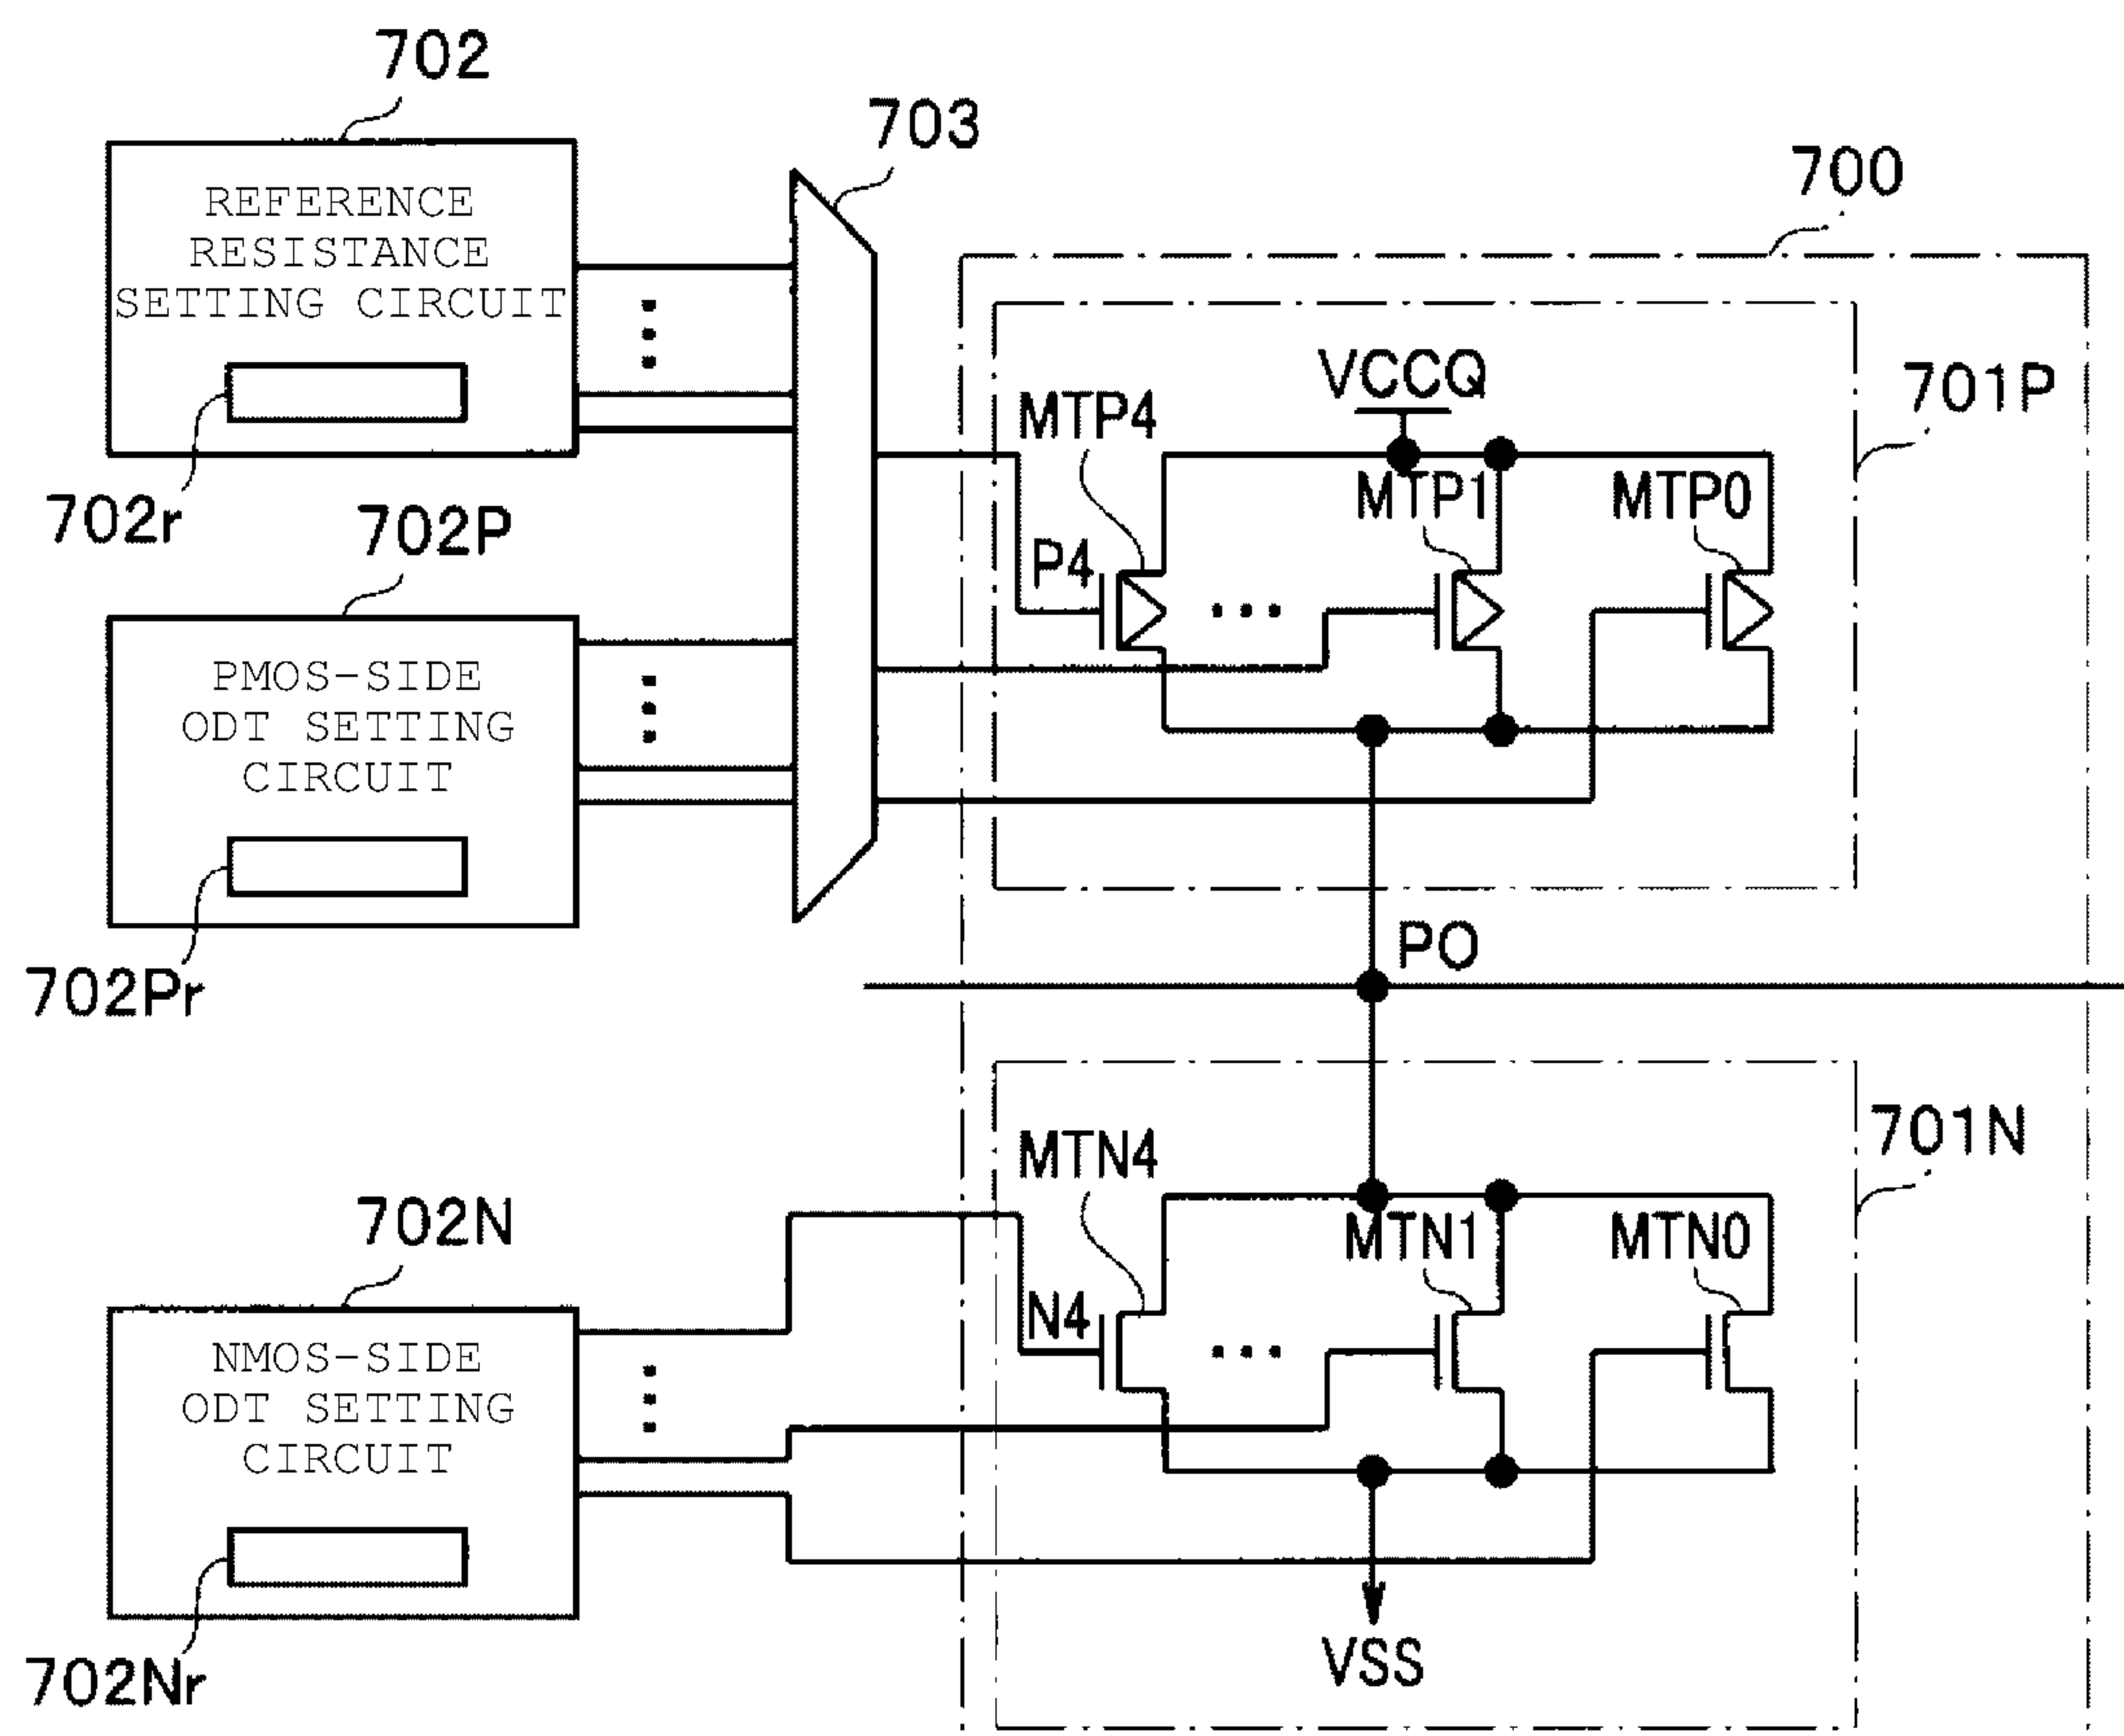 702
703
700
REFERENCE
RESISTANCE
SETTING CIRCUIT
702r
VCCQ
701P
MTP4
MTP1
MTP0
P4
702P
PMOS-SIDE
ODT SETTING
CIRCUIT
702Pr
PO
701N
MTN4
MTN1
MTN0
N4
702N
NMOS-SIDE
ODT SETTING
CIRCUIT
702Nr
VSS